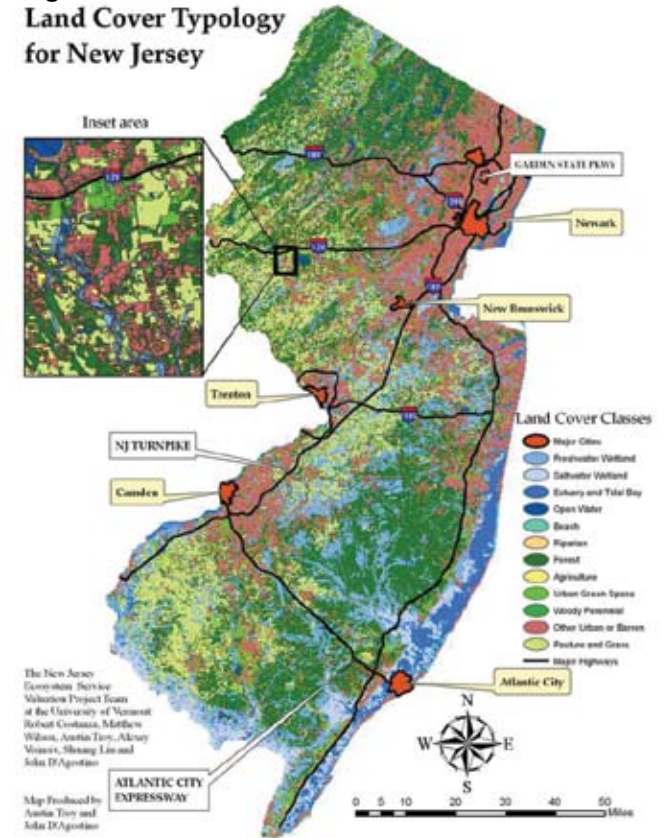 Land Cover Typology
for New Jersey
Inset area
GARDEN STATE PKWY
Newark
New Brunswick
Trenton
NJ TURNPIKE
Camden
Land Cover Classes
Major Cities
Freshwater Wetland
Saltwater Wetland
Estuary and Tidal Bay
Open Water
Beach
Riparian
Forest
Agriculture
Urban Green Space
Woody Perennial
Other Urban or Barren
Pasture and Grass
Major Highways
Atlantic City
The New Jersey
Ecosystem Service
Valuation Project Team
at the University of Vermont
Robert Costanza, Matthew
Wilson, Austin Troy, Alexey
Voinov, Shuang Liu and
John D'Agostino
ATLANTIC CITY
EXPRESSWAY
Map Produced by
Austin Troy and
John D'Agostino
N
W E
S
0 5 10 20 30 40 50
Miles